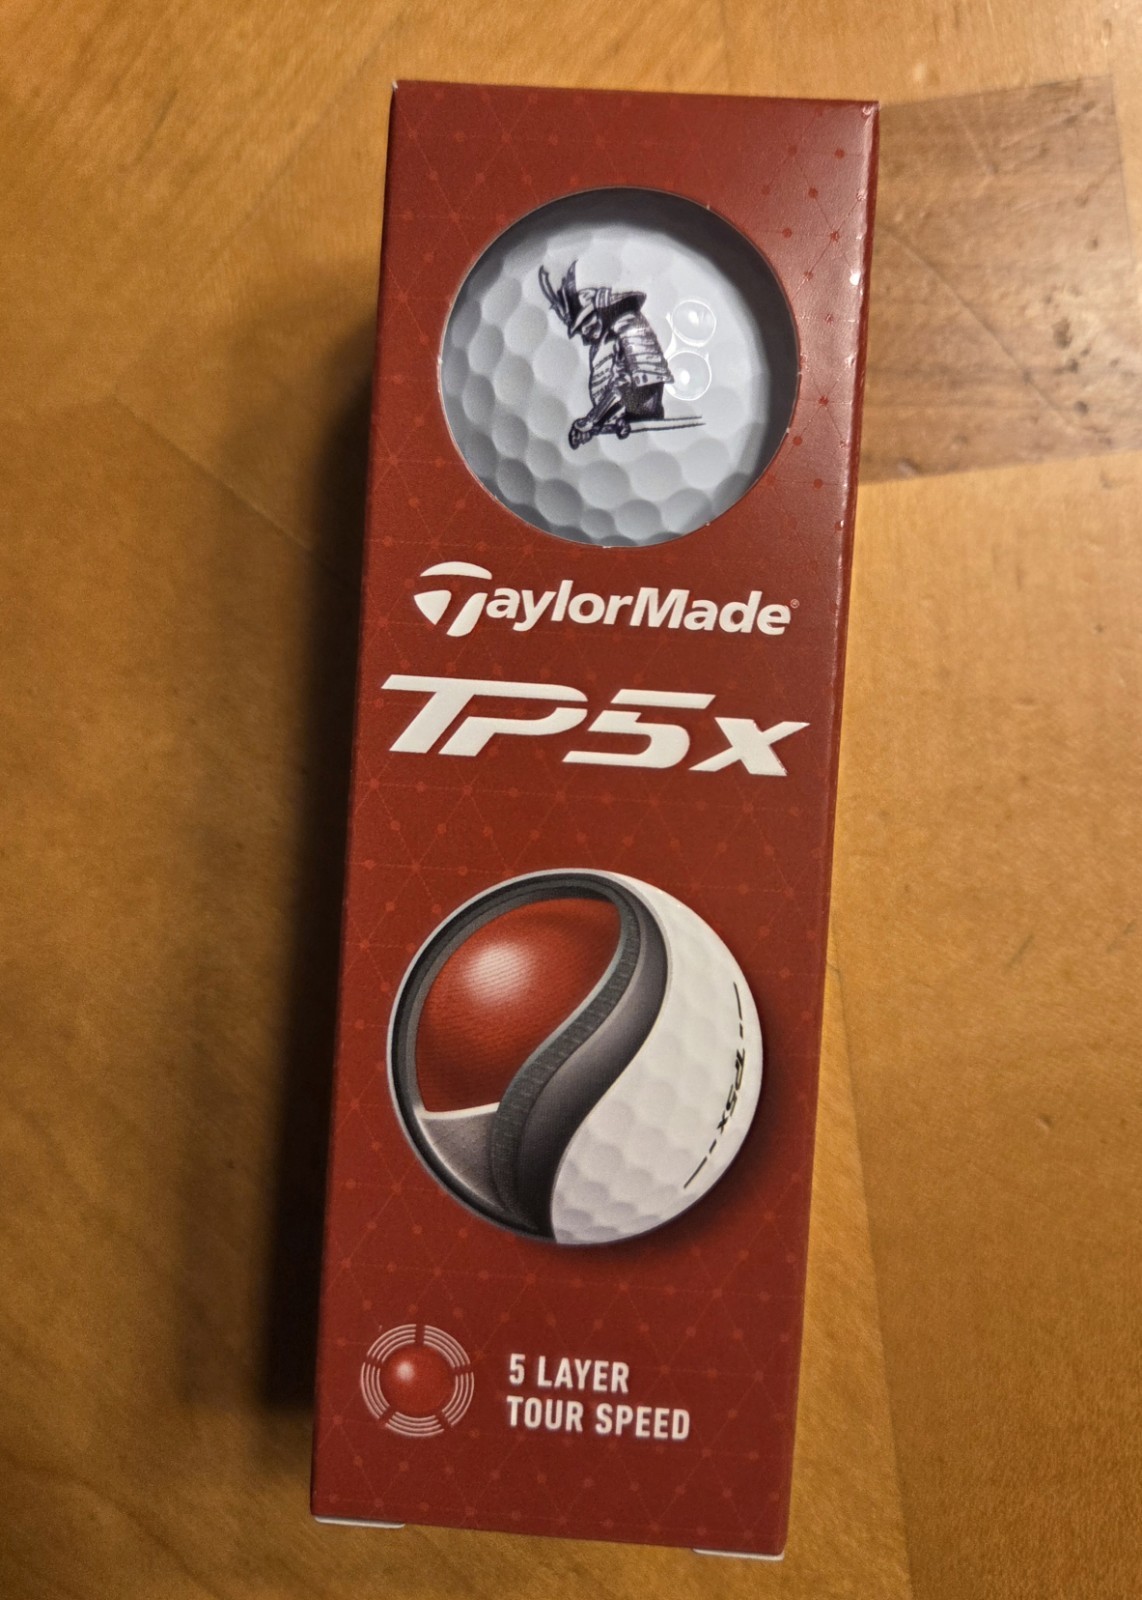 TaylorMade®
TP5x
TP5x
5 LAYER
TOUR SPEED